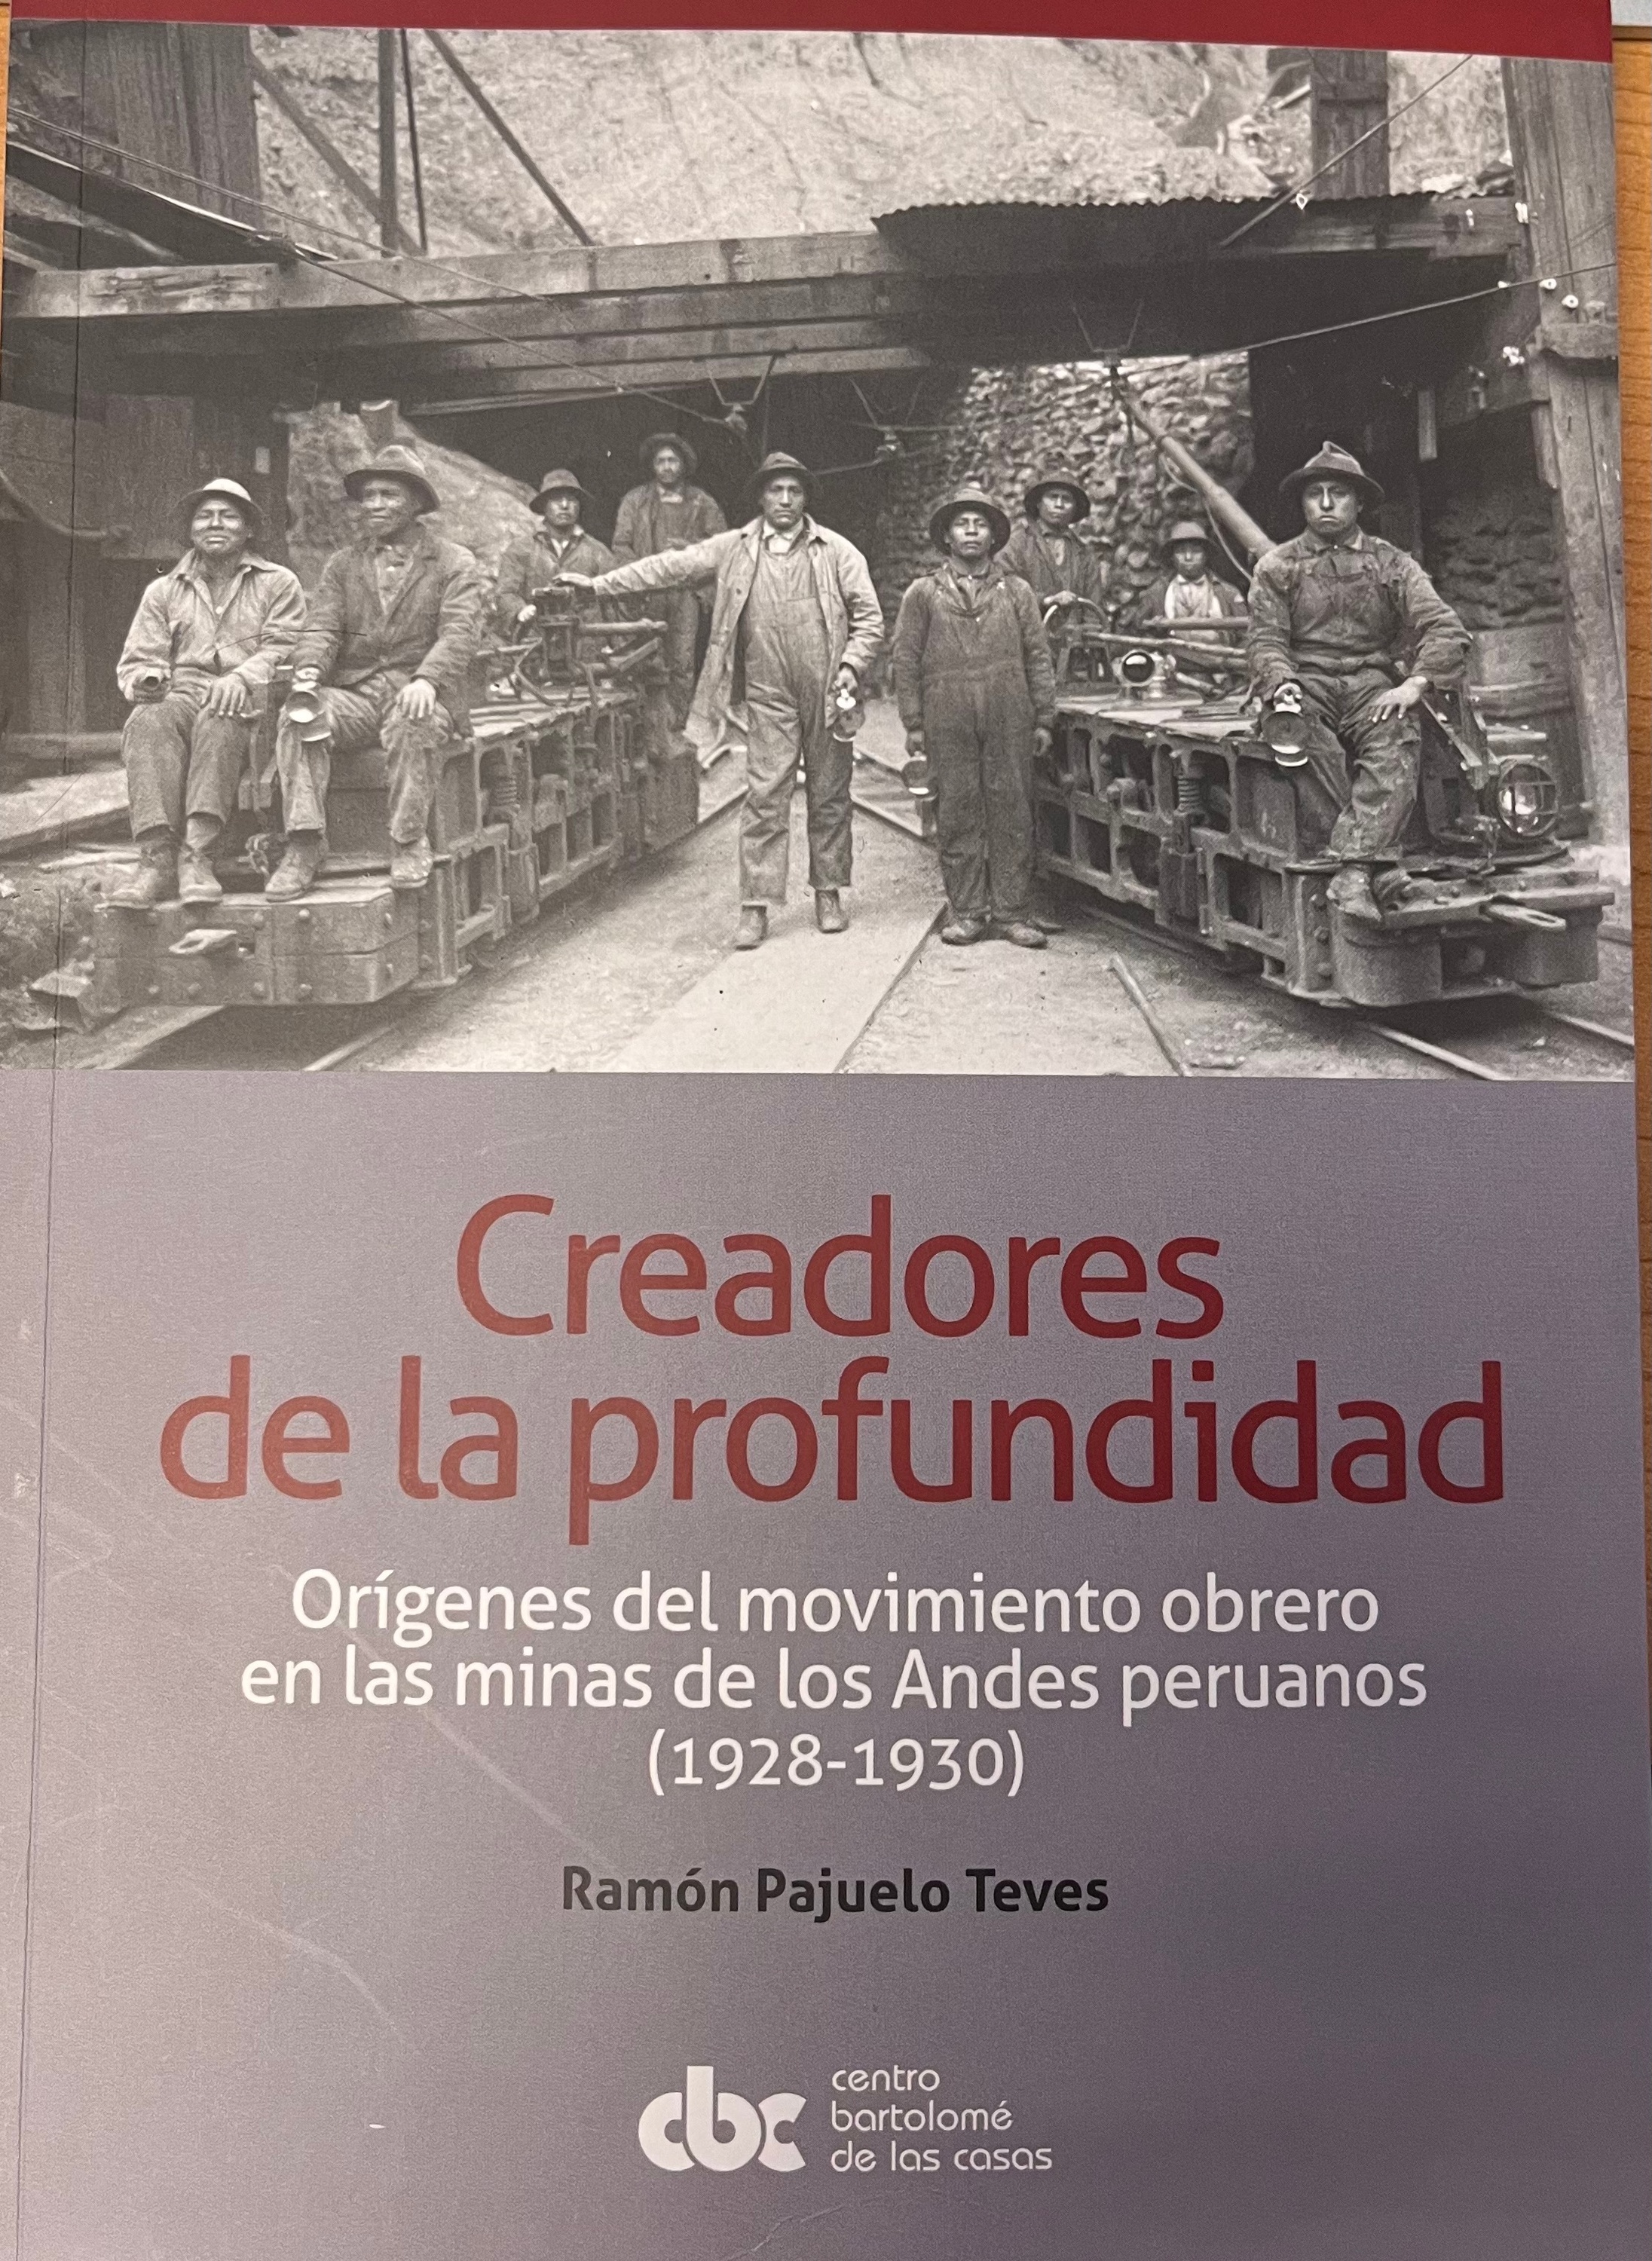 Creadores
de la profundidad
Orígenes del movimiento obrero
en las minas de los Andes peruanos
(1928-1930)
Ramón Pajuelo Teves
cbc
centro
bartolomé
de las casas